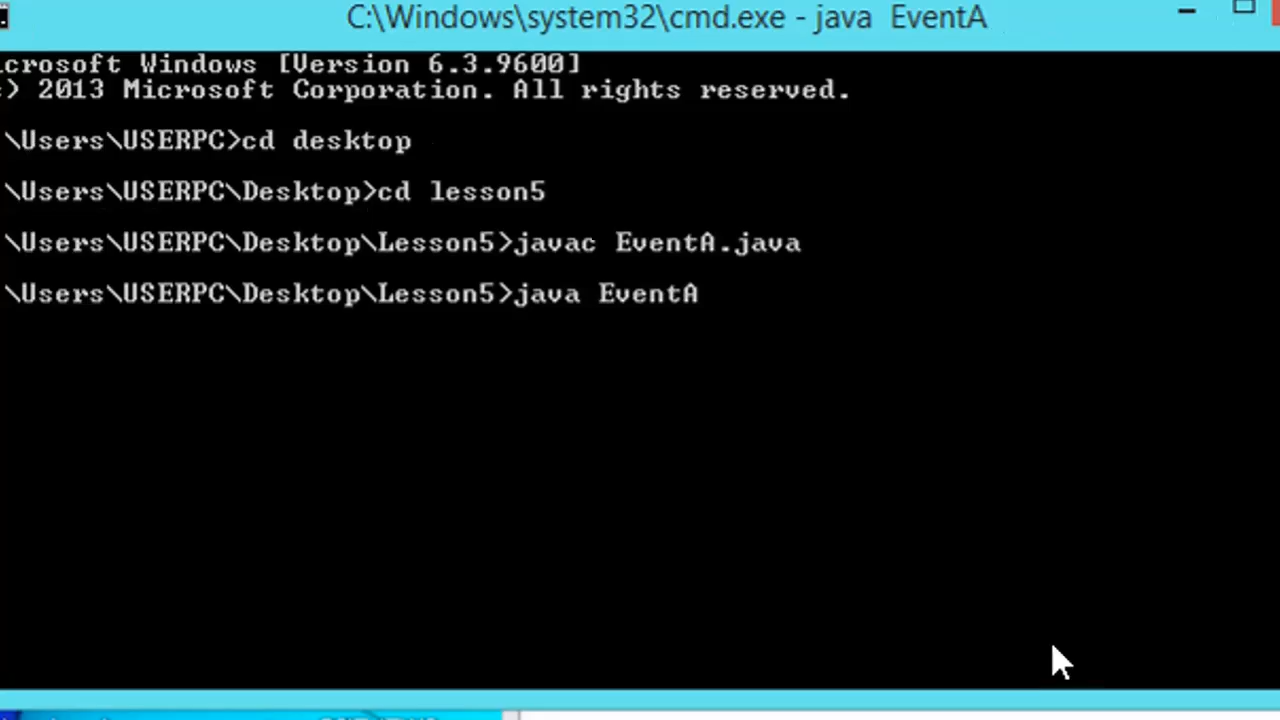 C:\Windows\system32\cmd.exe - java EventA
icrosoft Windows [Version 6.3.9600]
c) 2013 Microsoft Corporation. All rights reserved.
\Users\USERPC>cd desktop
\Users\USERPC\Desktop>cd lesson5
\Users\USERPC\Desktop\Lesson5>javac EventA.java
\Users\USERPC\Desktop\Lesson5>java EventA